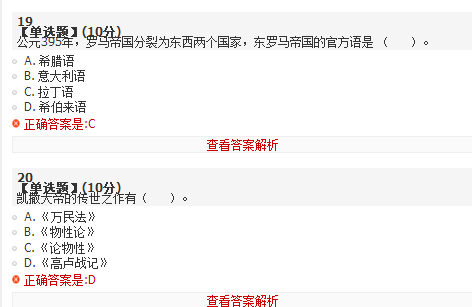 19
【单选题】(10分)
公元395年，罗马帝国分裂为东西两个国家，东罗马帝国的官方语是（　　）。
A. 希腊语
B. 意大利语
C. 拉丁语
D. 希伯来语
正确答案是:C
查看答案解析
20
【单选题】(10分)
凯撒大帝的传世之作有（　　）。
A.《万民法》
B.《物性论》
C.《论物性》
D.《高卢战记》
正确答案是:D
查看答案解析